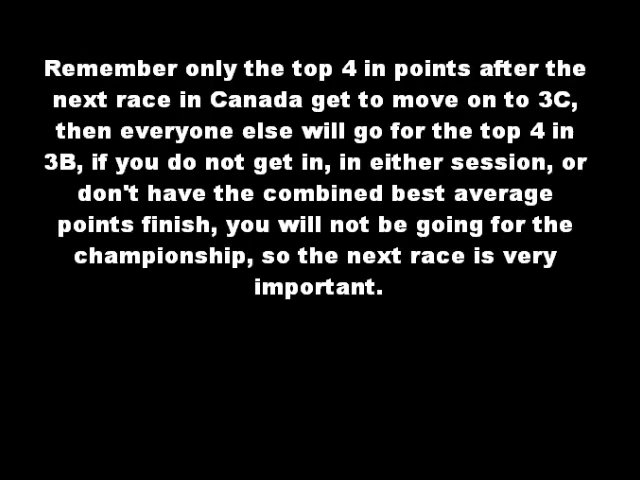 Remember only the top 4 in points after the
next race in Canada get to move on to 3C,
then everyone else will go for the top 4 in
3B, if you do not get in, in either session, or
don't have the combined best average
points finish, you will not be going for the
championship, so the next race is very
important.